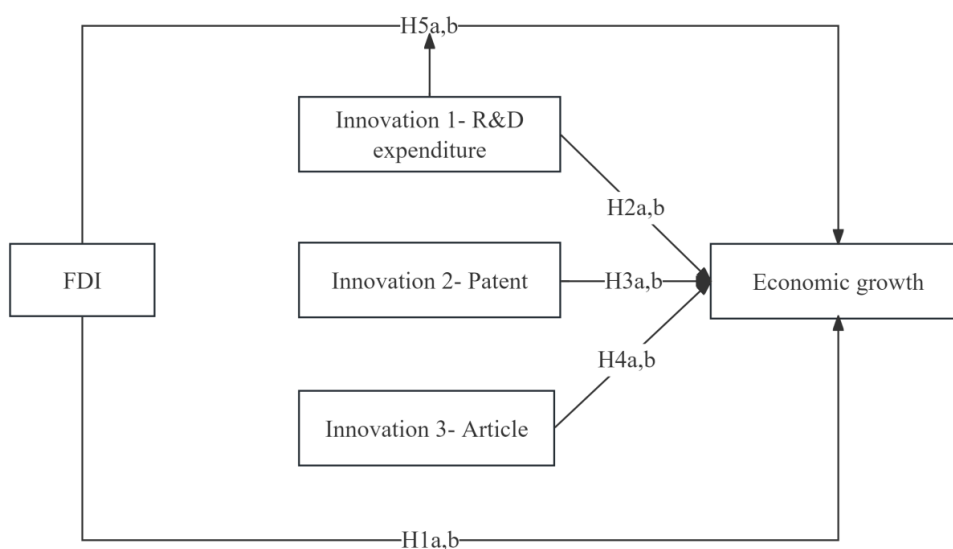 H5a,b
Innovation 1- R&D
expenditure
H2a,b
FDI
Innovation 2- Patent
H3a,b
Economic growth
H4a,b
Innovation 3- Article
H1a,b